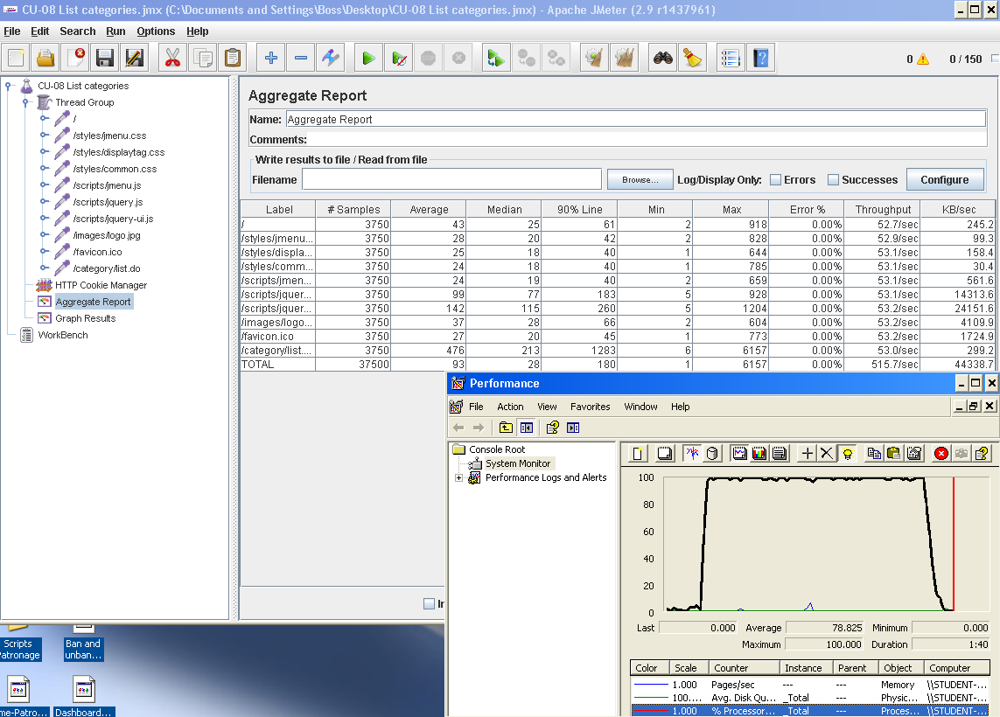 CU-08 List categories.jmx (C:\Documents and Settings\Boss\Desktop\CU-08 List categories.jmx) - Apache JMeter (2.9 r1437961)
File Edit Search Run Options Help
0 0 / 150
CU-08 List categories
Thread Group
/
/styles/jmenu.css
/styles/displaytag.css
/styles/common.css
/scripts/jmenu.js
/scripts/jquery.js
/scripts/jquery-ui.js
/images/logo.jpg
/favicon.ico
/category/list.do
HTTP Cookie Manager
Aggregate Report
Graph Results
WorkBench
Aggregate Report
Name: Aggregate Report
Comments:
Write results to file / Read from file
Filename Browse... Log/Display Only: Errors Successes Configure
Label # Samples Average Median 90% Line Min Max Error % Throughput KB/sec
/ 3750 43 25 61 2 918 0.00% 52.7/sec 245.2
/styles/jmenu... 3750 28 20 42 2 828 0.00% 52.9/sec 99.3
/styles/displa... 3750 25 18 40 1 644 0.00% 53.1/sec 158.4
/styles/comm... 3750 24 18 40 1 785 0.00% 53.1/sec 30.4
/scripts/jmen... 3750 24 19 40 2 659 0.00% 53.1/sec 561.6
/scripts/jquer... 3750 99 77 183 5 928 0.00% 53.1/sec 14313.6
/scripts/jquer... 3750 142 115 260 5 1204 0.00% 53.2/sec 24151.6
/images/logo... 3750 37 28 66 2 604 0.00% 53.2/sec 4109.9
/favicon.ico 3750 27 20 45 1 773 0.00% 53.2/sec 1724.9
/category/list.... 3750 476 213 1283 6 6157 0.00% 53.0/sec 299.2
TOTAL 37500 93 28 180 1 6157 0.00% 515.7/sec 44338.7
Performance
File Action View Favorites Window Help
Console Root
System Monitor
Performance Logs and Alerts
100
80
60
40
20
0
Last 0.000 Average 78.825 Minimum 0.000
Maximum 100.000 Duration 1:40
Color Scale Counter Instance Parent Object Computer
1.000 Pages/sec --- --- Memory \\STUDENT-...
100.... Avg. Disk Qu... _Total --- Physic... \\STUDENT-...
1.000 % Processor... _Total --- Proces... \\STUDENT-...
Scripts
Patronage
Ban and
unban...
me-Patro...
Dashboard...